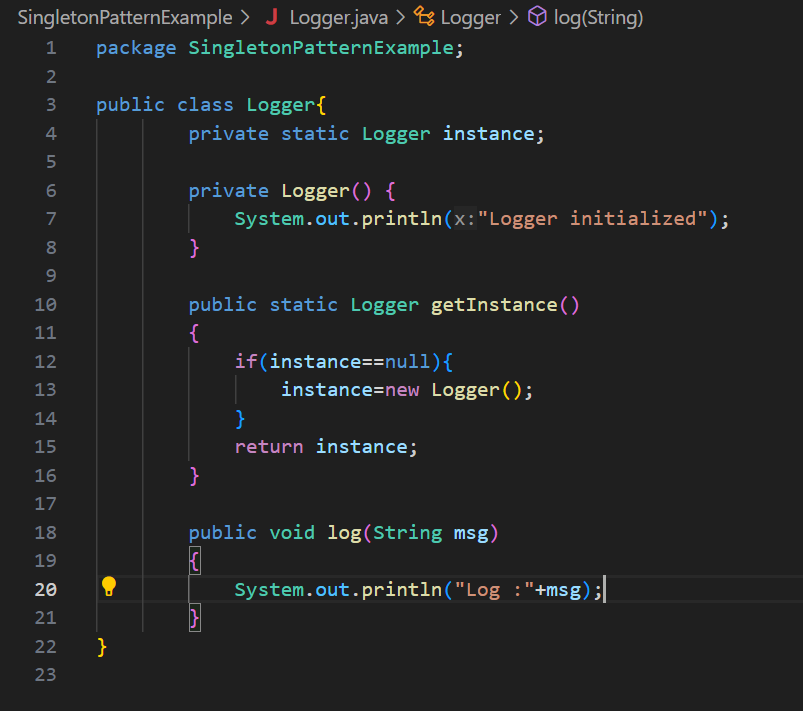 SingletonPatternExample > J Logger.java > Logger > log(String)
1 package SingletonPatternExample;
2
3 public class Logger{
4 private static Logger instance;
5
6 private Logger() {
7 System.out.println(x:"Logger initialized");
8 }
9
10 public static Logger getInstance()
11 {
12 if(instance==null){
13 instance=new Logger();
14 }
15 return instance;
16 }
17
18 public void log(String msg)
19 {
20 System.out.println("Log :"+msg);
21 }
22 }
23